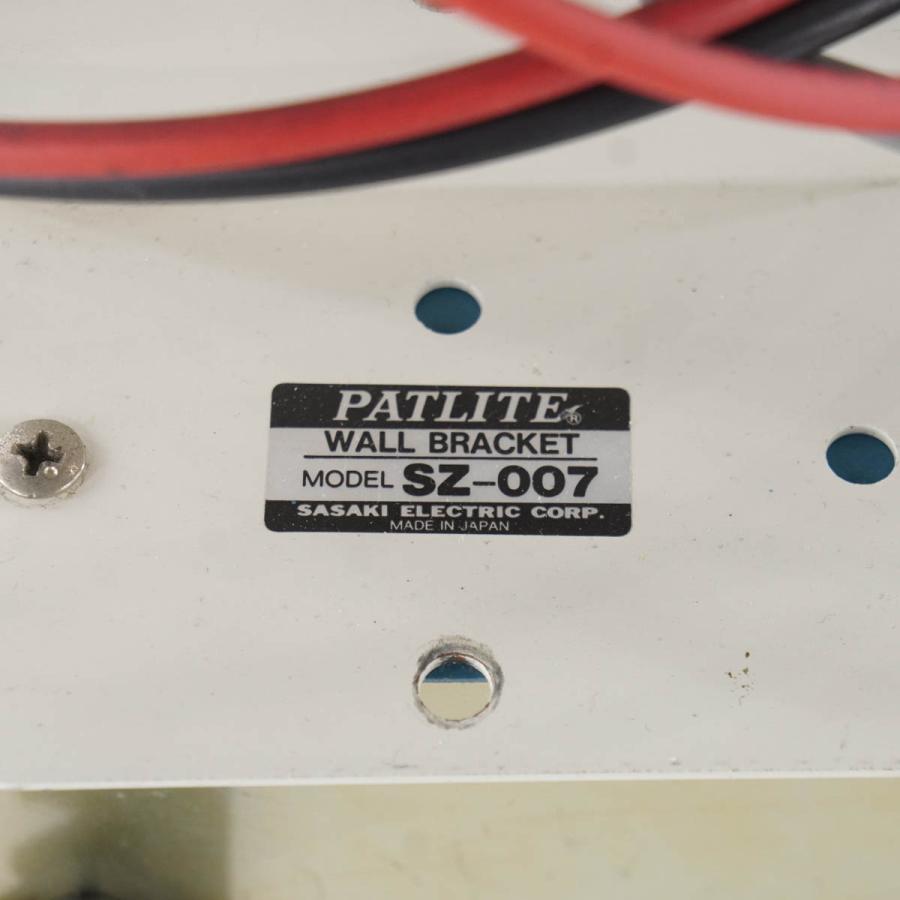 PATLITE®
WALL BRACKET
MODEL SZ-007
SASAKI ELECTRIC CORP.
MADE IN JAPAN